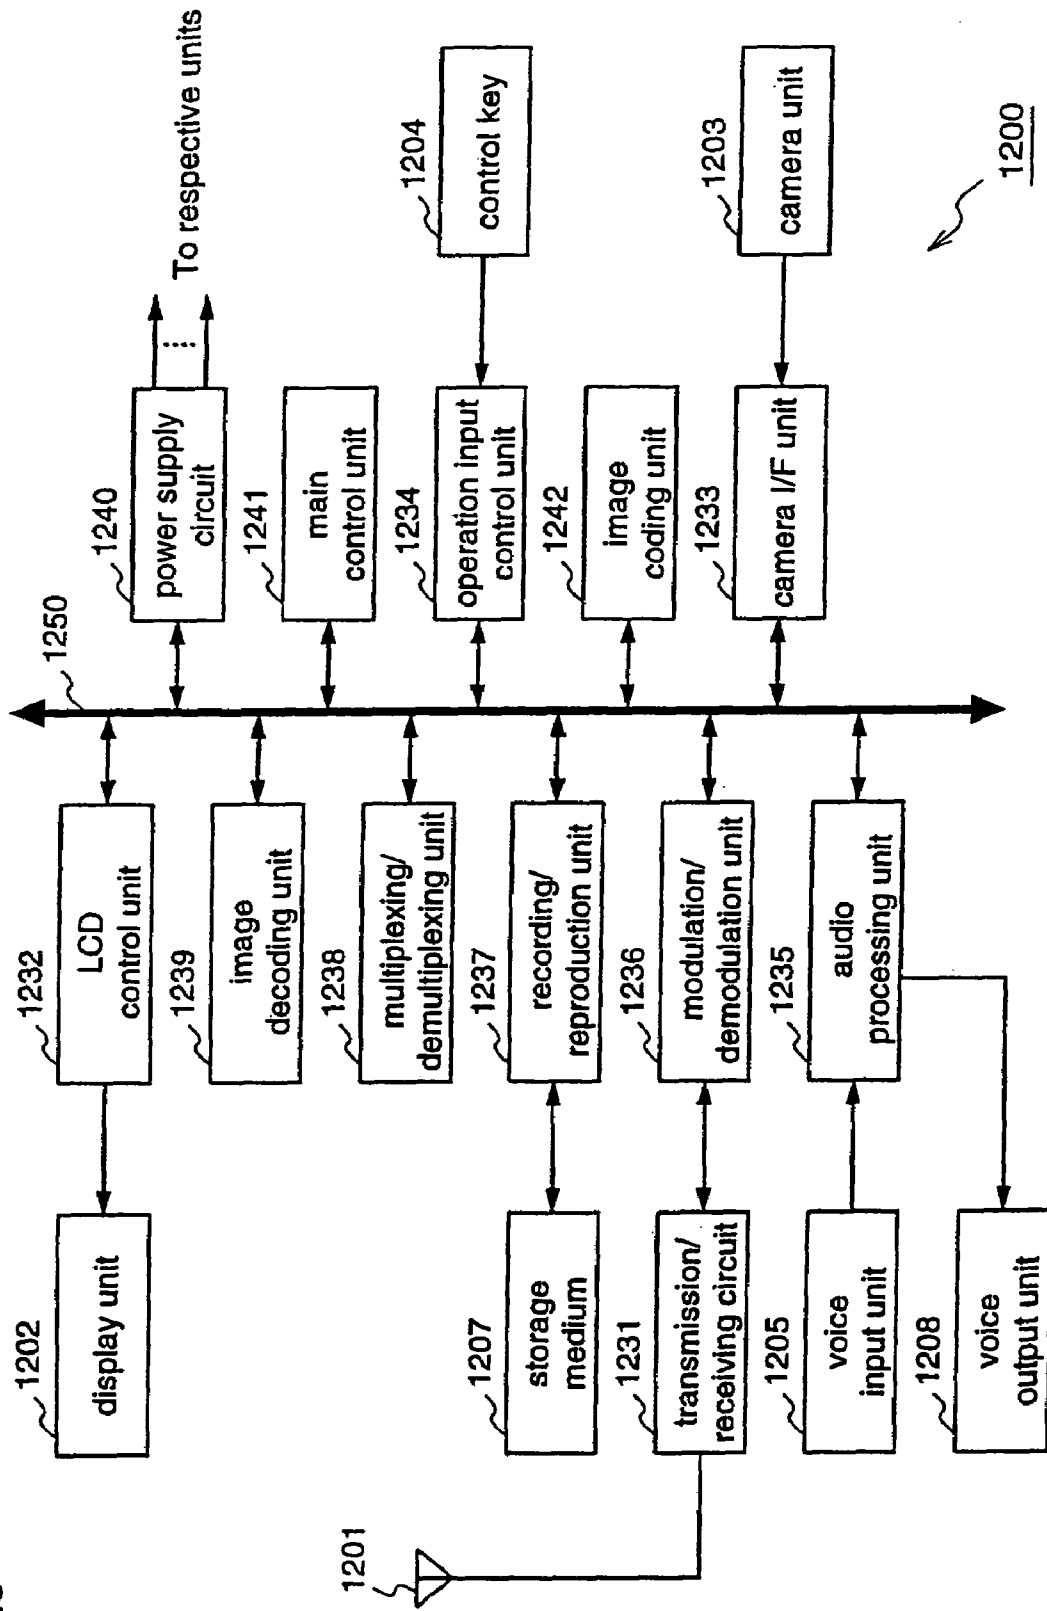 1202
display unit
1232
LCD
control unit
1250
1240
power supply
circuit
To respective units
1239
image
decoding unit
1241
main
control unit
1238
multiplexing/
demultiplexing unit
1234
operation input
control unit
1204
control key
1207
storage
medium
1237
recording/
reproduction unit
1242
image
coding unit
1201
1231
transmission/
receiving circuit
1236
modulation/
demodulation unit
1233
camera I/F unit
1203
camera unit
1205
voice
input unit
1235
audio
processing unit
1208
voice
output unit
1200